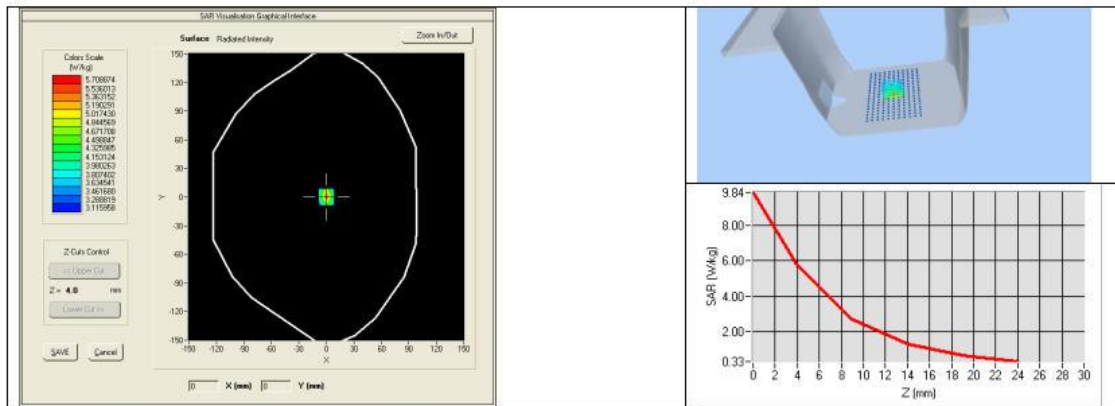 SAR Visualisation Graphical Interface
Surface Radiated Intensity
Zoom In/Out
Colors Scale
(W/kg)
5.708874
5.536013
5.363152
5.190291
5.017430
4.844569
4.671708
4.498847
4.325985
4.153124
3.980263
3.807402
3.634541
3.461680
3.288819
3.115958
150
120
90
60
30
0
-30
-60
-90
-120
-150
Y
-150 -120 -90 -60 -30 0 30 60 90 120 150
X
Z-Cuts Control
<< Upper Cut
Z = 4.0 mm
Lower Cut >>
SAVE Cancel
0 X (mm) 0 Y (mm)
9.84
8.00
6.00
4.00
2.00
0.33
SAR (W/kg)
0 2 4 6 8 10 12 14 16 18 20 22 24 26 28 30
Z (mm)